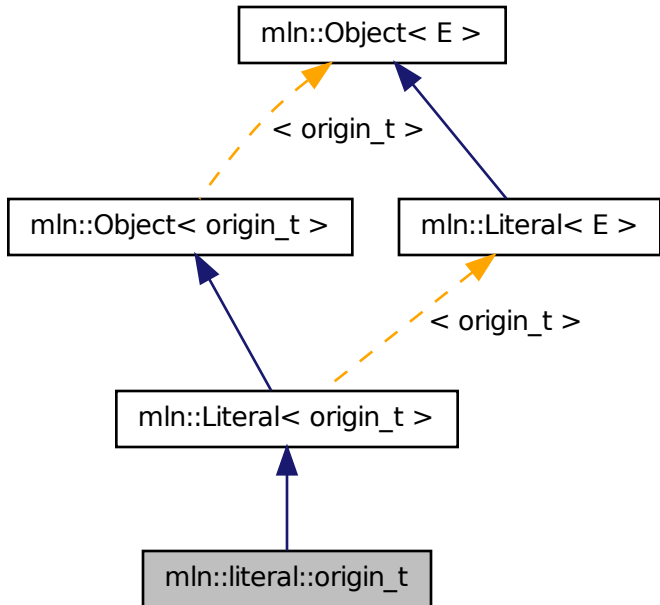 mln::Object< E >
< origin_t >
mln::Object< origin_t >
mln::Literal< E >
< origin_t >
mln::Literal< origin_t >
mln::literal::origin_t